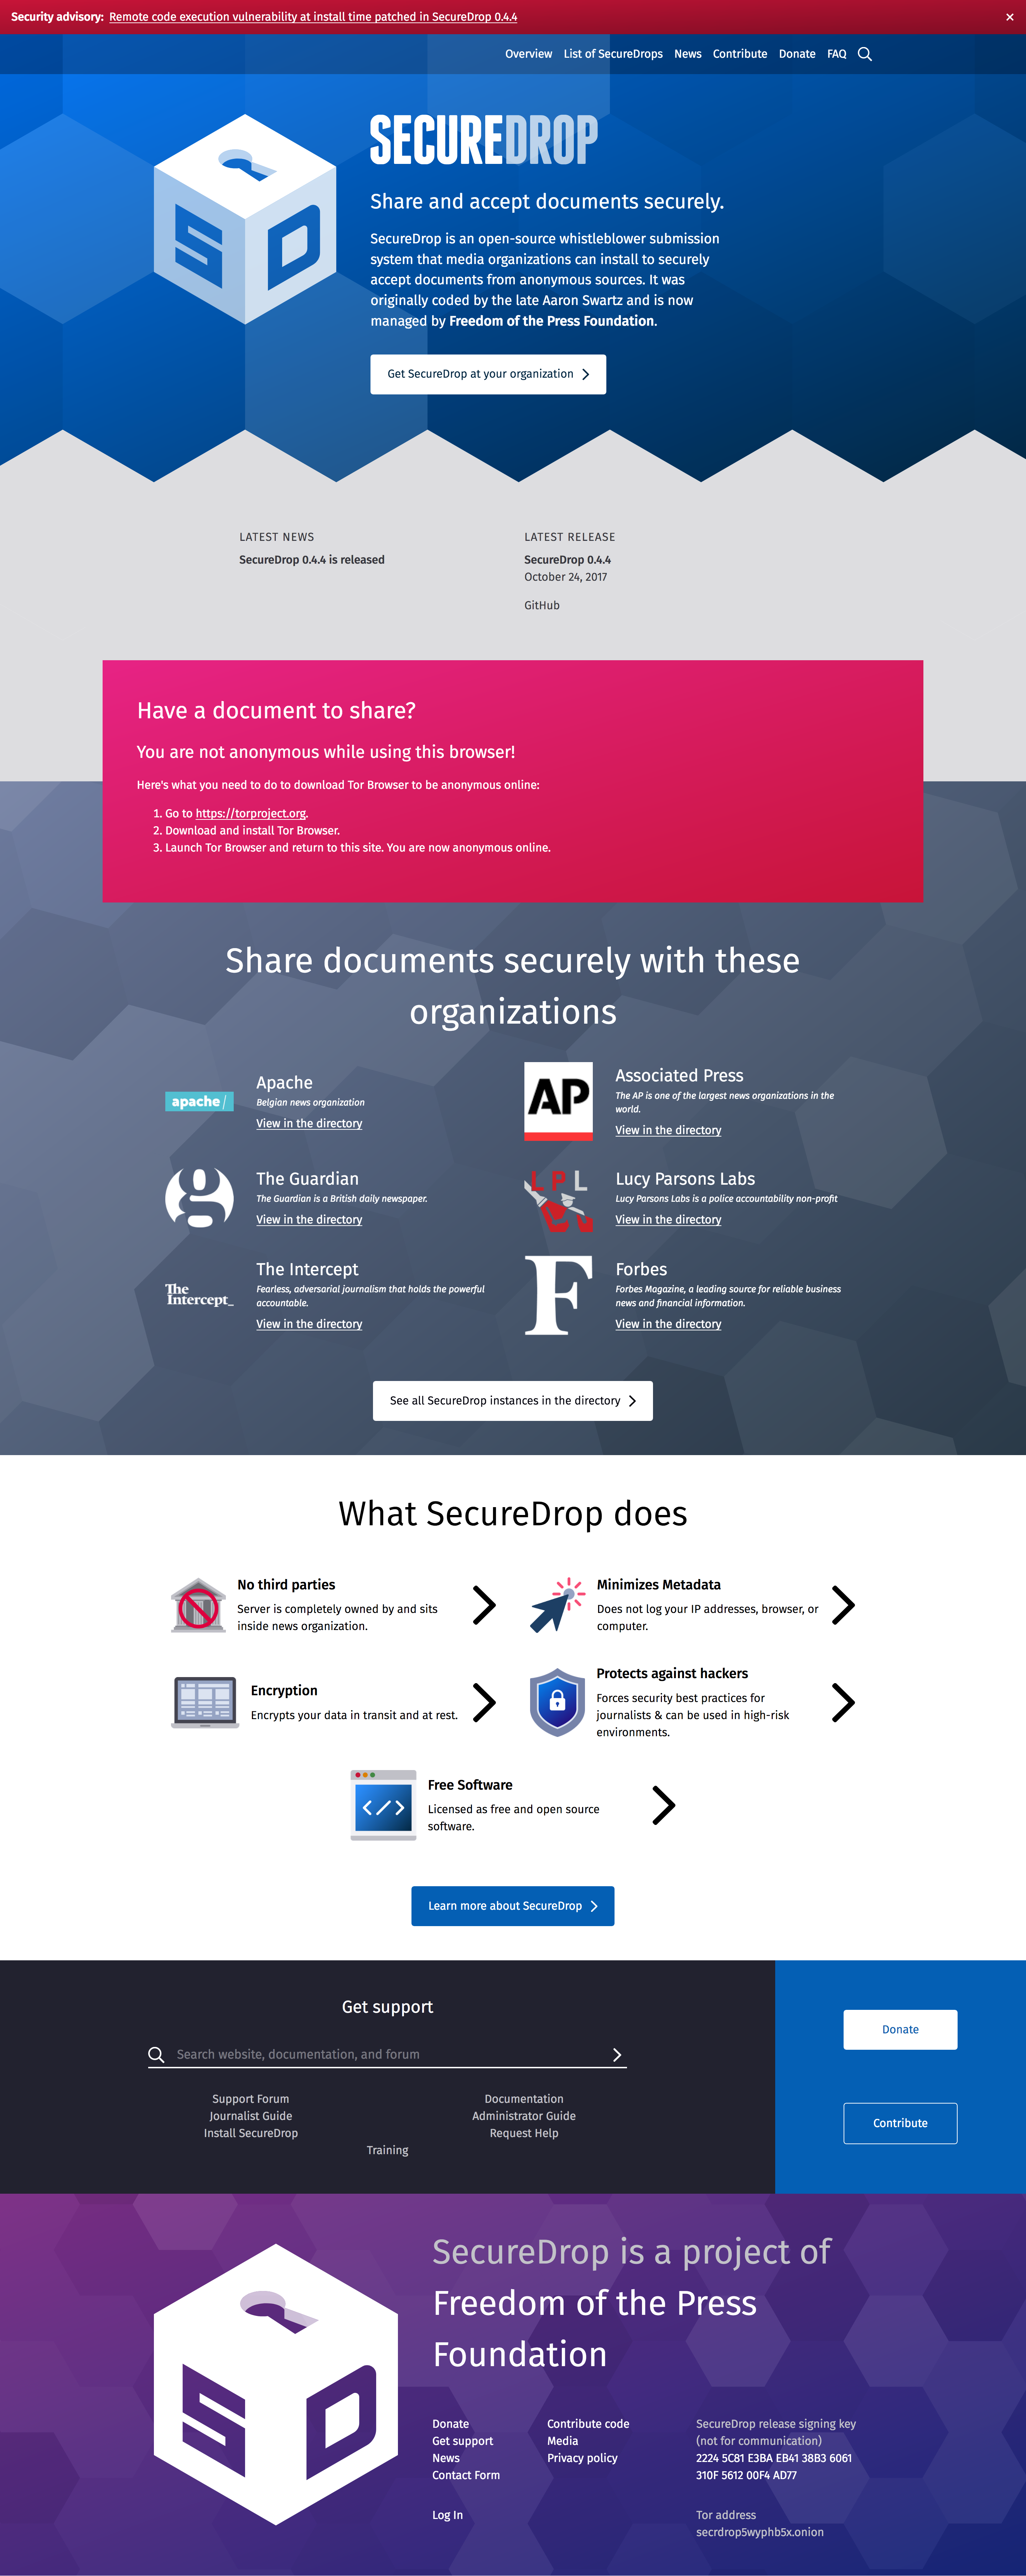 Security advisory: Remote code execution vulnerability at install time patched in SecureDrop 0.4.4
×
Overview List of SecureDrops News Contribute Donate FAQ
SECUREDROP
S D
Share and accept documents securely.
SecureDrop is an open-source whistleblower submission
system that media organizations can install to securely
accept documents from anonymous sources. It was
originally coded by the late Aaron Swartz and is now
managed by Freedom of the Press Foundation.
Get SecureDrop at your organization
LATEST NEWS
SecureDrop 0.4.4 is released
LATEST RELEASE
SecureDrop 0.4.4
October 24, 2017
GitHub
Have a document to share?
You are not anonymous while using this browser!
Here's what you need to do to download Tor Browser to be anonymous online:
1. Go to https://torproject.org.
2. Download and install Tor Browser.
3. Launch Tor Browser and return to this site. You are now anonymous online.
Share documents securely with these
organizations
apache/
Apache
Belgian news organization
View in the directory
AP
Associated Press
The AP is one of the largest news organizations in the
world.
View in the directory
g
The Guardian
The Guardian is a British daily newspaper.
View in the directory
LPL
Lucy Parsons Labs
Lucy Parsons Labs is a police accountability non-profit
View in the directory
The
Intercept_
The Intercept
Fearless, adversarial journalism that holds the powerful
accountable.
View in the directory
F
Forbes
Forbes Magazine, a leading source for reliable business
news and financial information.
View in the directory
See all SecureDrop instances in the directory
What SecureDrop does
No third parties
Server is completely owned by and sits
inside news organization.
Minimizes Metadata
Does not log your IP addresses, browser, or
computer.
Encryption
Encrypts your data in transit and at rest.
Protects against hackers
Forces security best practices for
journalists & can be used in high-risk
environments.
</>
Free Software
Licensed as free and open source
software.
Learn more about SecureDrop
Get support
Search website, documentation, and forum
Support Forum
Journalist Guide
Install SecureDrop
Documentation
Administrator Guide
Request Help
Training
Donate
Contribute
S D
SecureDrop is a project of
Freedom of the Press
Foundation
Donate
Get support
News
Contact Form
Log In
Contribute code
Media
Privacy policy
SecureDrop release signing key
(not for communication)
2224 5C81 E3BA EB41 38B3 6061
310F 5612 00F4 AD77
Tor address
secrdrop5wyphb5x.onion